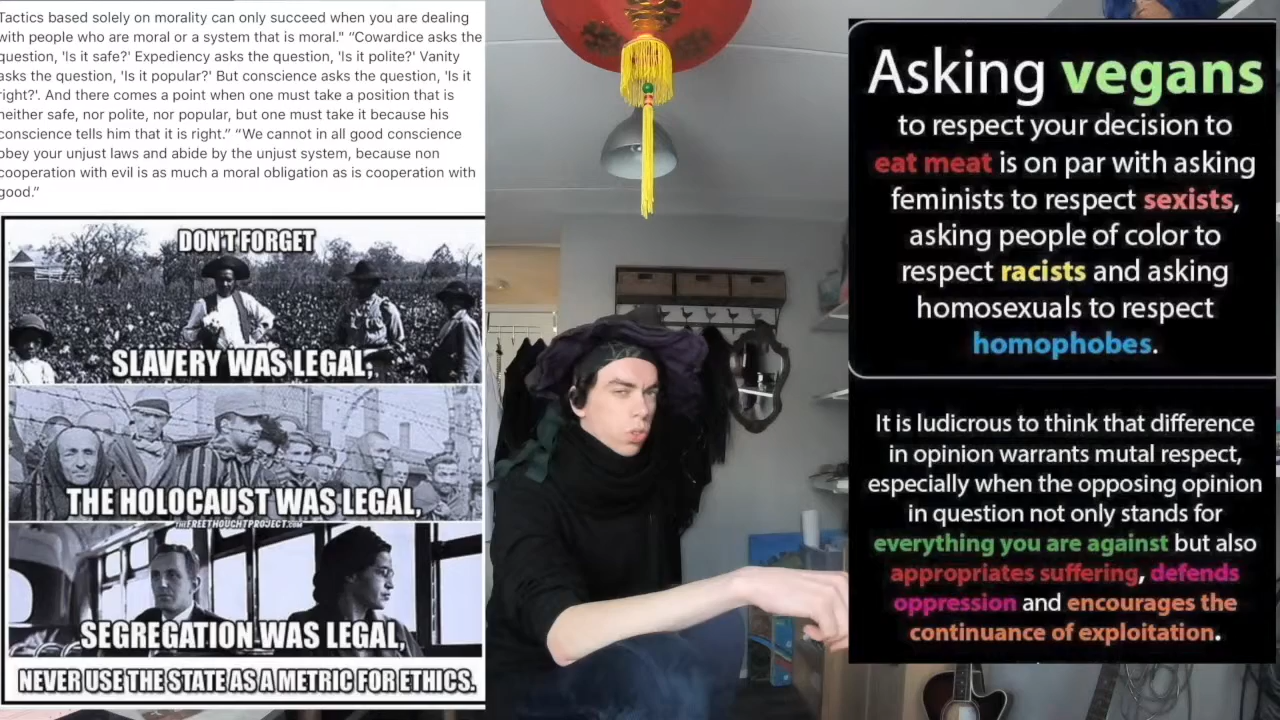 Tactics based solely on morality can only succeed when you are dealing
with people who are moral or a system that is moral." “Cowardice asks the
question, 'Is it safe?' Expediency asks the question, 'Is it polite?' Vanity
asks the question, 'Is it popular?' But conscience asks the question, 'Is it
right?'. And there comes a point when one must take a position that is
neither safe, nor polite, nor popular, but one must take it because his
conscience tells him that it is right.” “We cannot in all good conscience
obey your unjust laws and abide by the unjust system, because non
cooperation with evil is as much a moral obligation as is cooperation with
good.”
DON'T FORGET
SLAVERY WAS LEGAL,
THE HOLOCAUST WAS LEGAL,
THEFREETHOUGHTPROJECT.COM
SEGREGATION WAS LEGAL,
NEVER USE THE STATE AS A METRIC FOR ETHICS.
Asking vegans
to respect your decision to
eat meat is on par with asking
feminists to respect sexists,
asking people of color to
respect racists and asking
homosexuals to respect
homophobes.
It is ludicrous to think that difference
in opinion warrants mutal respect,
especially when the opposing opinion
in question not only stands for
everything you are against but also
appropriates suffering, defends
oppression and encourages the
continuance of exploitation.